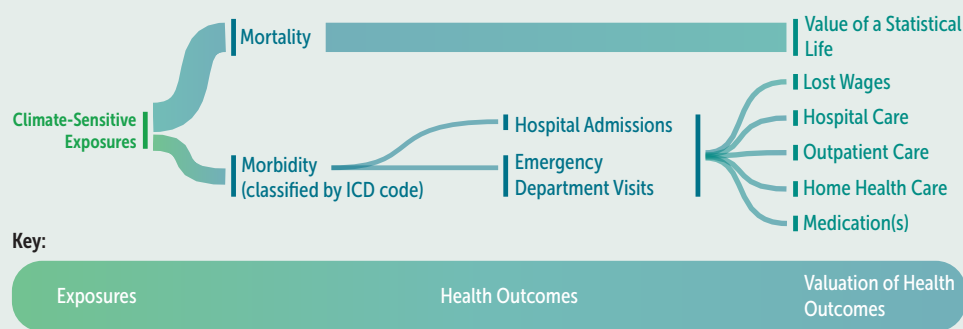 Climate-Sensitive
Exposures
Mortality
Value of a Statistical
Life
Morbidity
(classified by ICD code)
Hospital Admissions
Emergency
Department Visits
Lost Wages
Hospital Care
Outpatient Care
Home Health Care
Medication(s)
Key:
Exposures
Health Outcomes
Valuation of Health
Outcomes